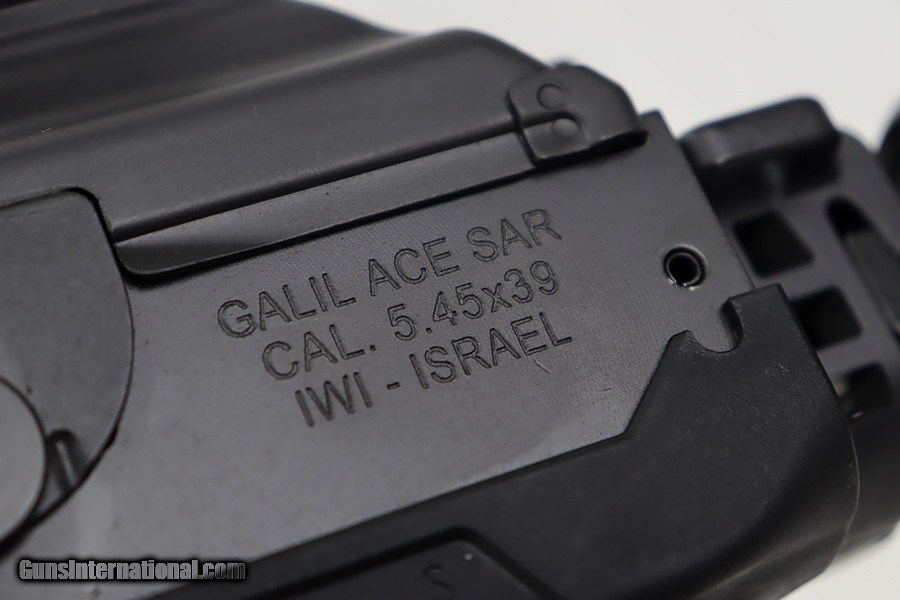 GALIL ACE SAR
CAL. 5.45x39
IWI - ISRAEL
S
GunsInternational.com